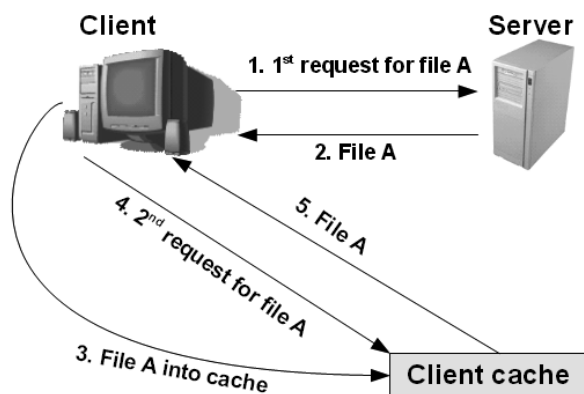 Client
Server
1. 1st request for file A
2. File A
3. File A into cache
4. 2nd request for file A
5. File A
Client cache